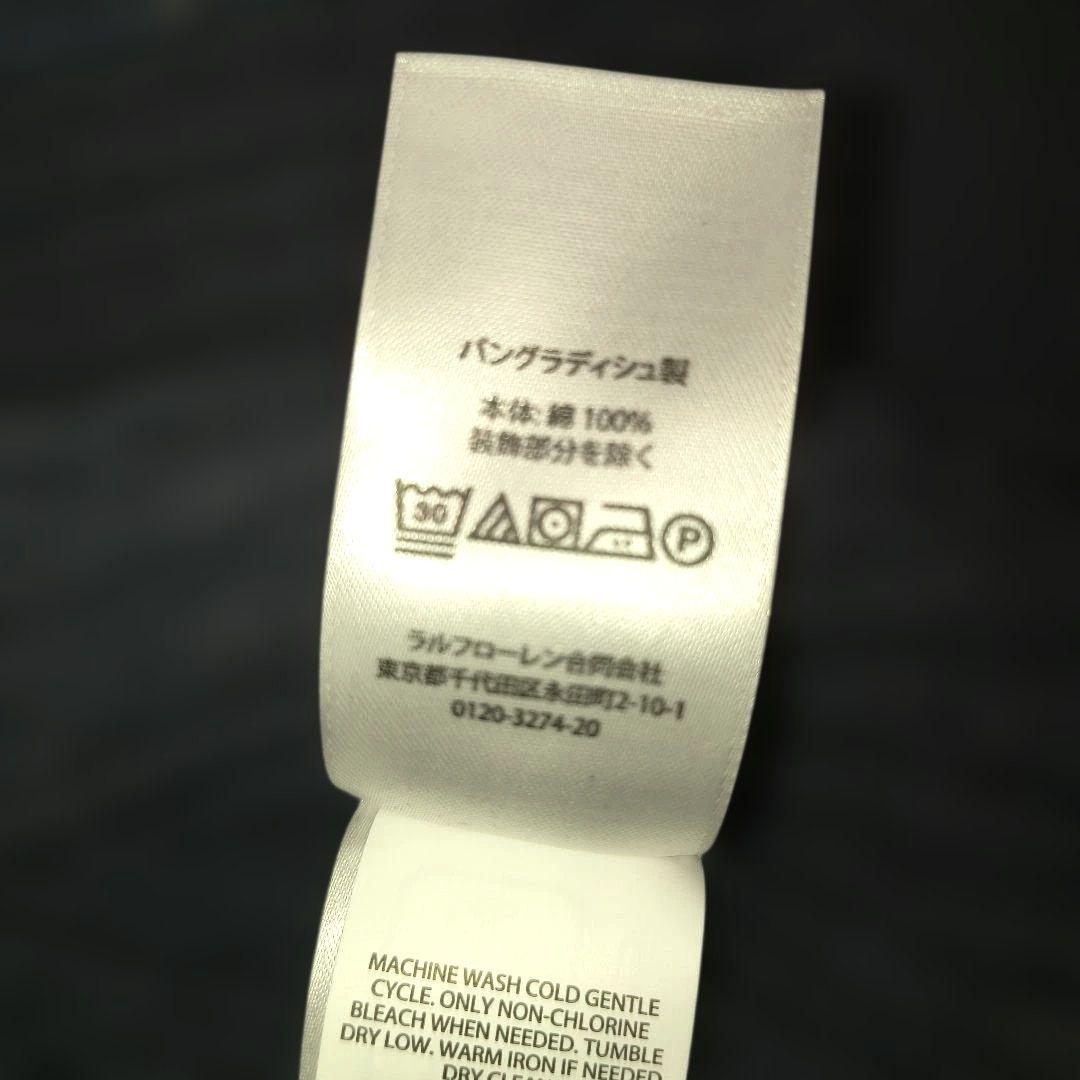 バングラディシュ製
本体: 綿 100%
装飾部分を除く
30
P
ラルフローレン合同会社
東京都千代田区永田町2-10-1
0120-3274-20
MACHINE WASH COLD GENTLE
CYCLE. ONLY NON-CHLORINE
BLEACH WHEN NEEDED. TUMBLE
DRY LOW. WARM IRON IF NEEDED
DRY